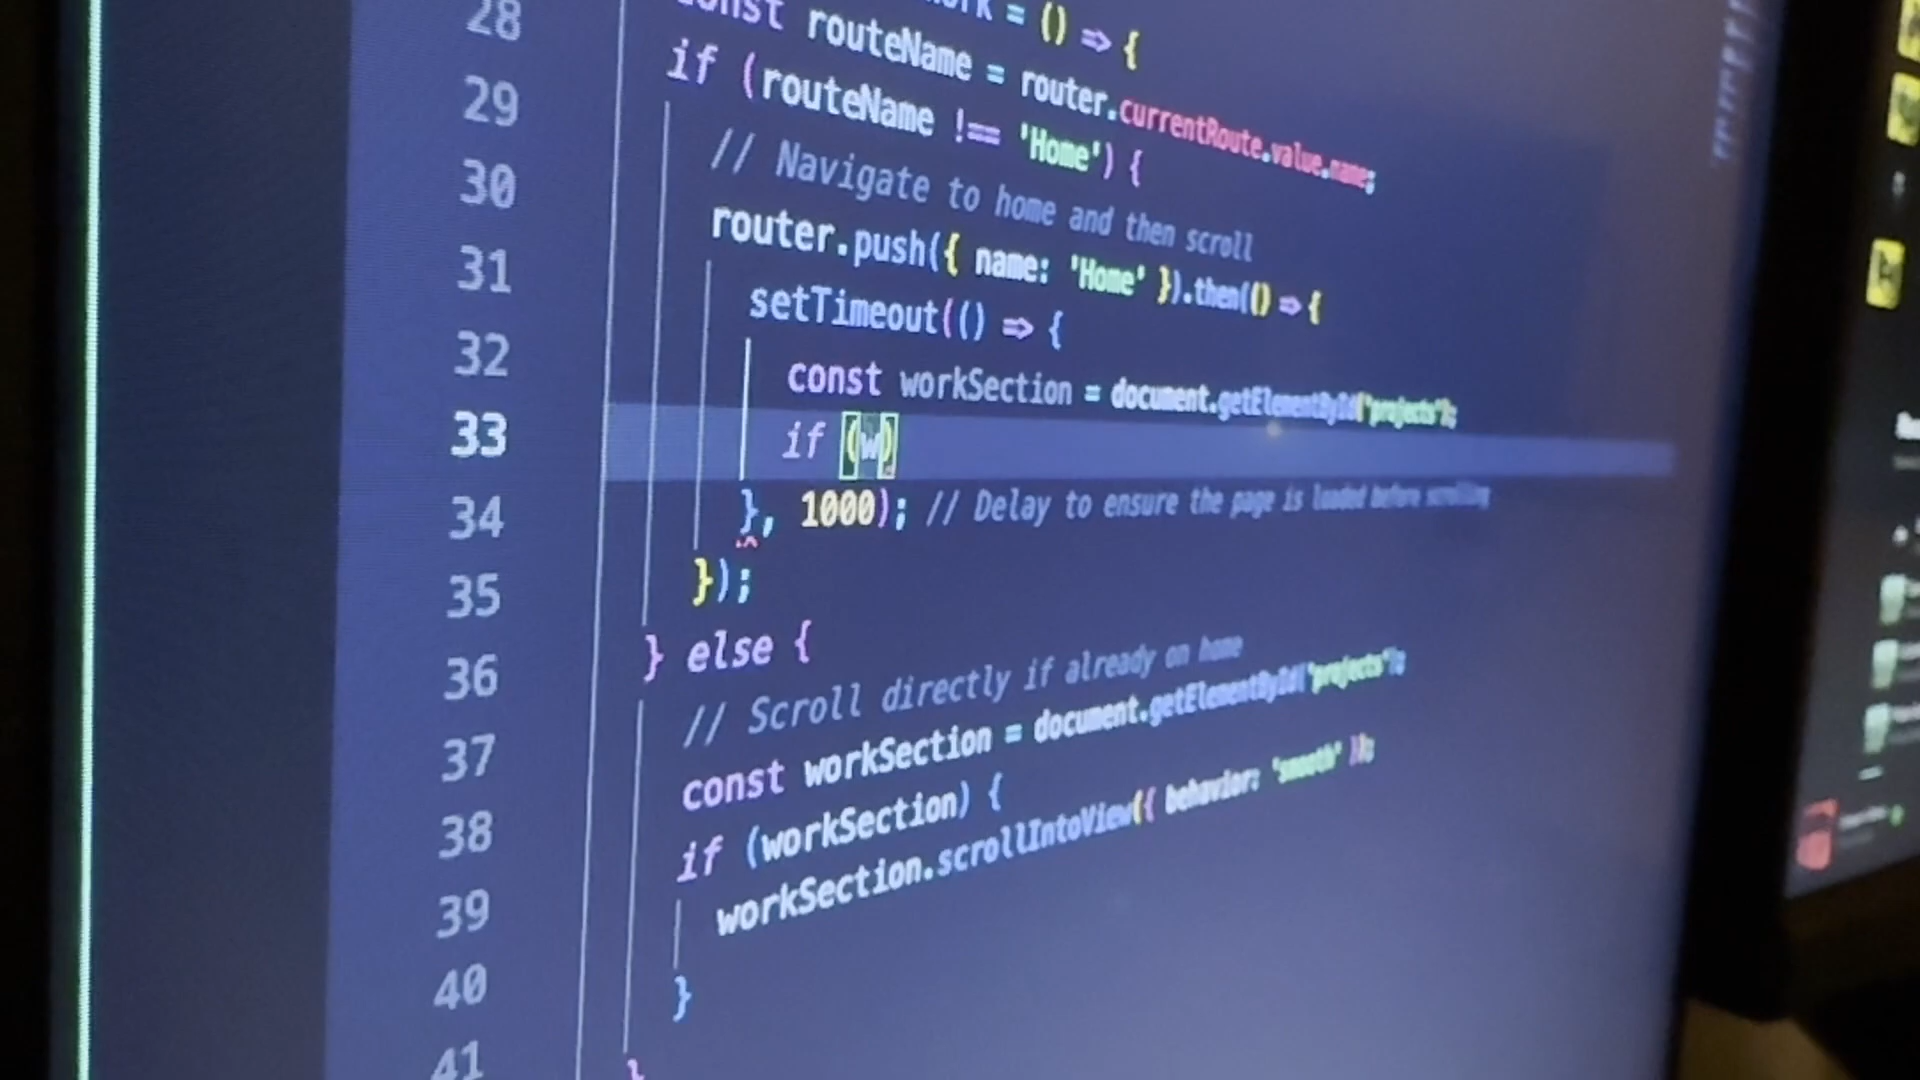 = () => {
28 const routeName = router.currentRoute.value.name;
29 if (routeName !== 'Home') {
30 // Navigate to home and then scroll
31 router.push({ name: 'Home' }).then(() => {
32 setTimeout(() => {
const workSection = document.getElementById("projects");
33 if (w)
34 }, 1000); // Delay to ensure the page is loaded before scrolling
35 });
36 } else {
// Scroll directly if already on home
37 const workSection = document.getElementById("projects");
38 if (workSection) {
39 workSection.scrollIntoView({ behavior: 'smooth' });
40 }
41 }